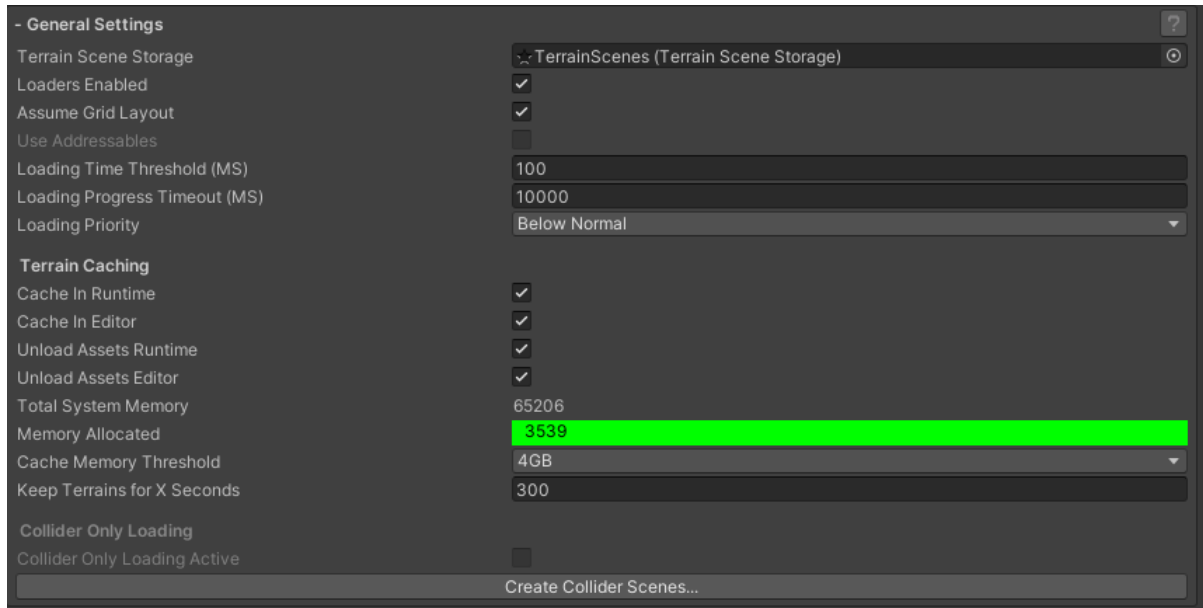 - General Settings
?
Terrain Scene Storage TerrainScenes (Terrain Scene Storage)
Loaders Enabled
Assume Grid Layout
Use Addressables
Loading Time Threshold (MS) 100
Loading Progress Timeout (MS) 10000
Loading Priority Below Normal
Terrain Caching
Cache In Runtime
Cache In Editor
Unload Assets Runtime
Unload Assets Editor
Total System Memory 65206
Memory Allocated 3539
Cache Memory Threshold 4GB
Keep Terrains for X Seconds 300
Collider Only Loading
Collider Only Loading Active
Create Collider Scenes...